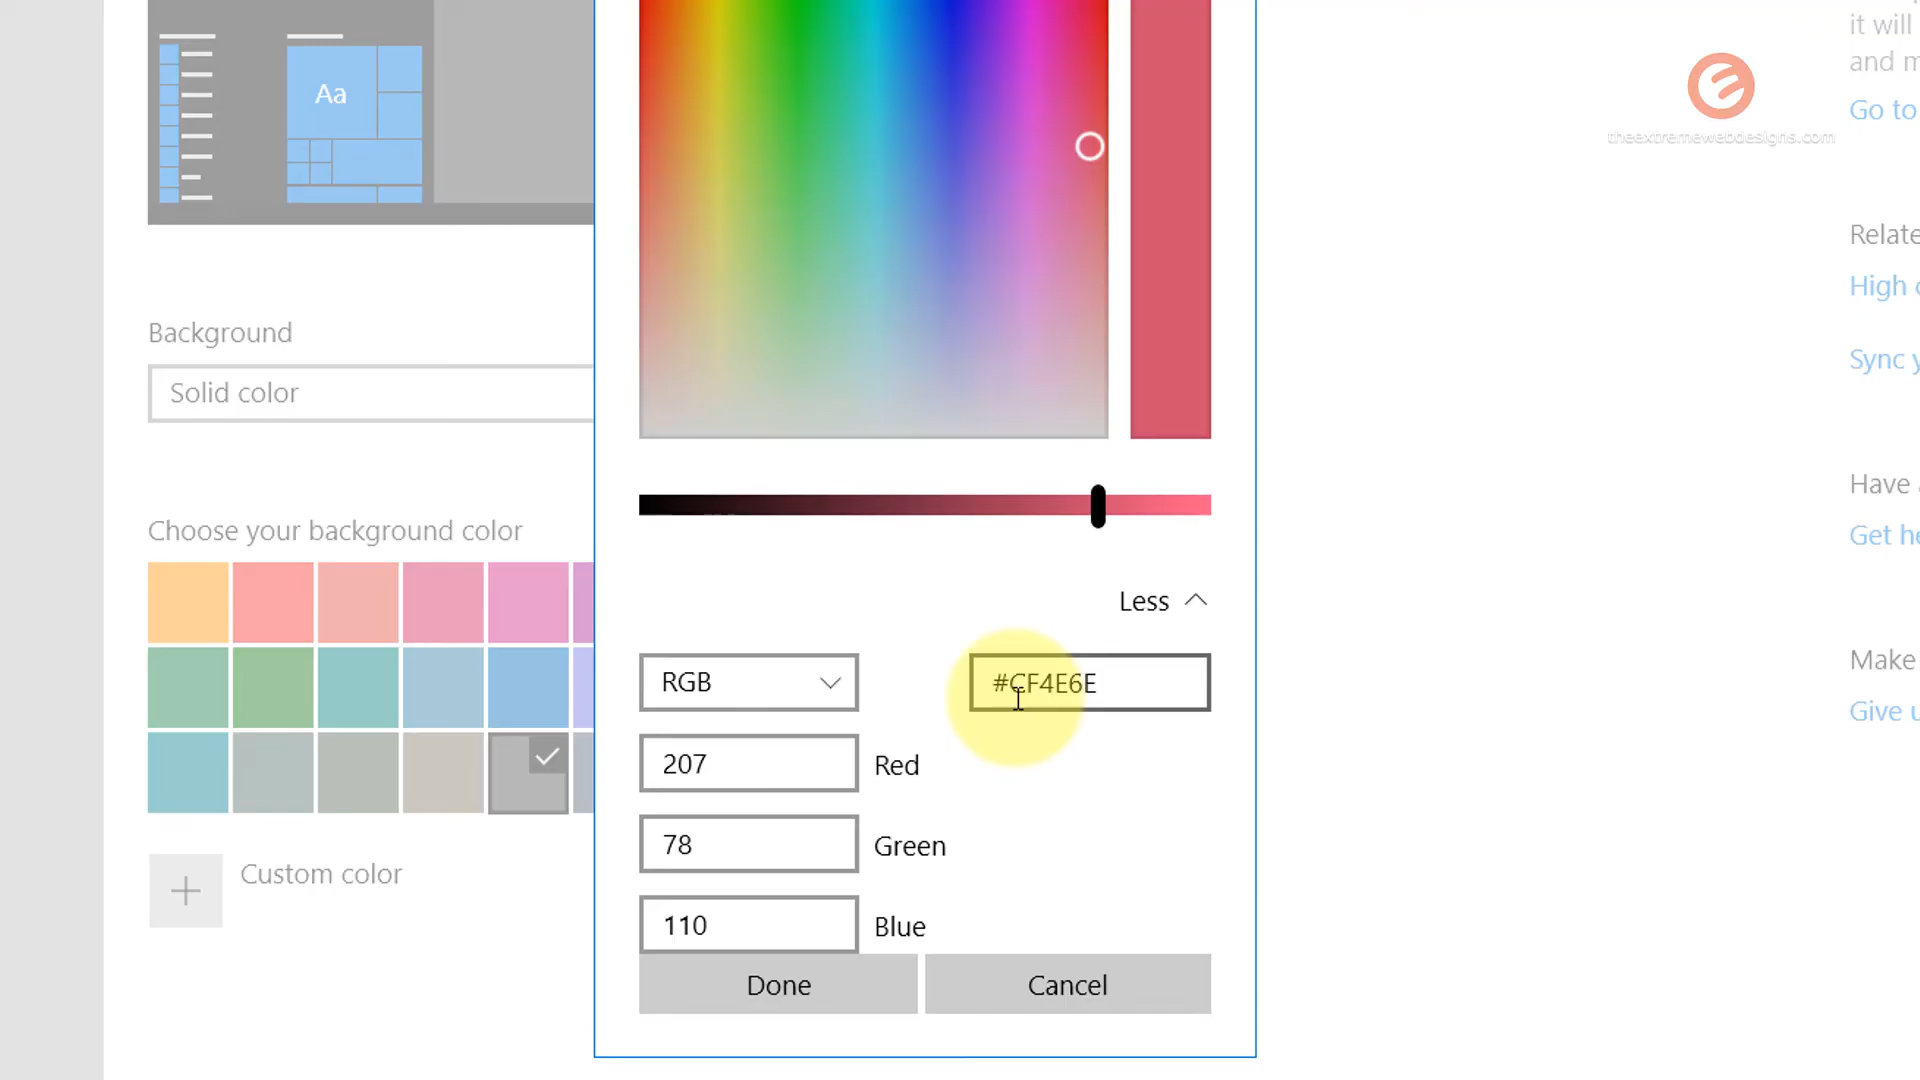 Aa
Background
Solid color
Choose your background color
Custom color
Less
RGB
#CF4E6E
207 Red
78 Green
110 Blue
Done Cancel
theextremewebdesigns.com
it will
and m
Go to
Relate
High c
Sync y
Have a
Get he
Make
Give u